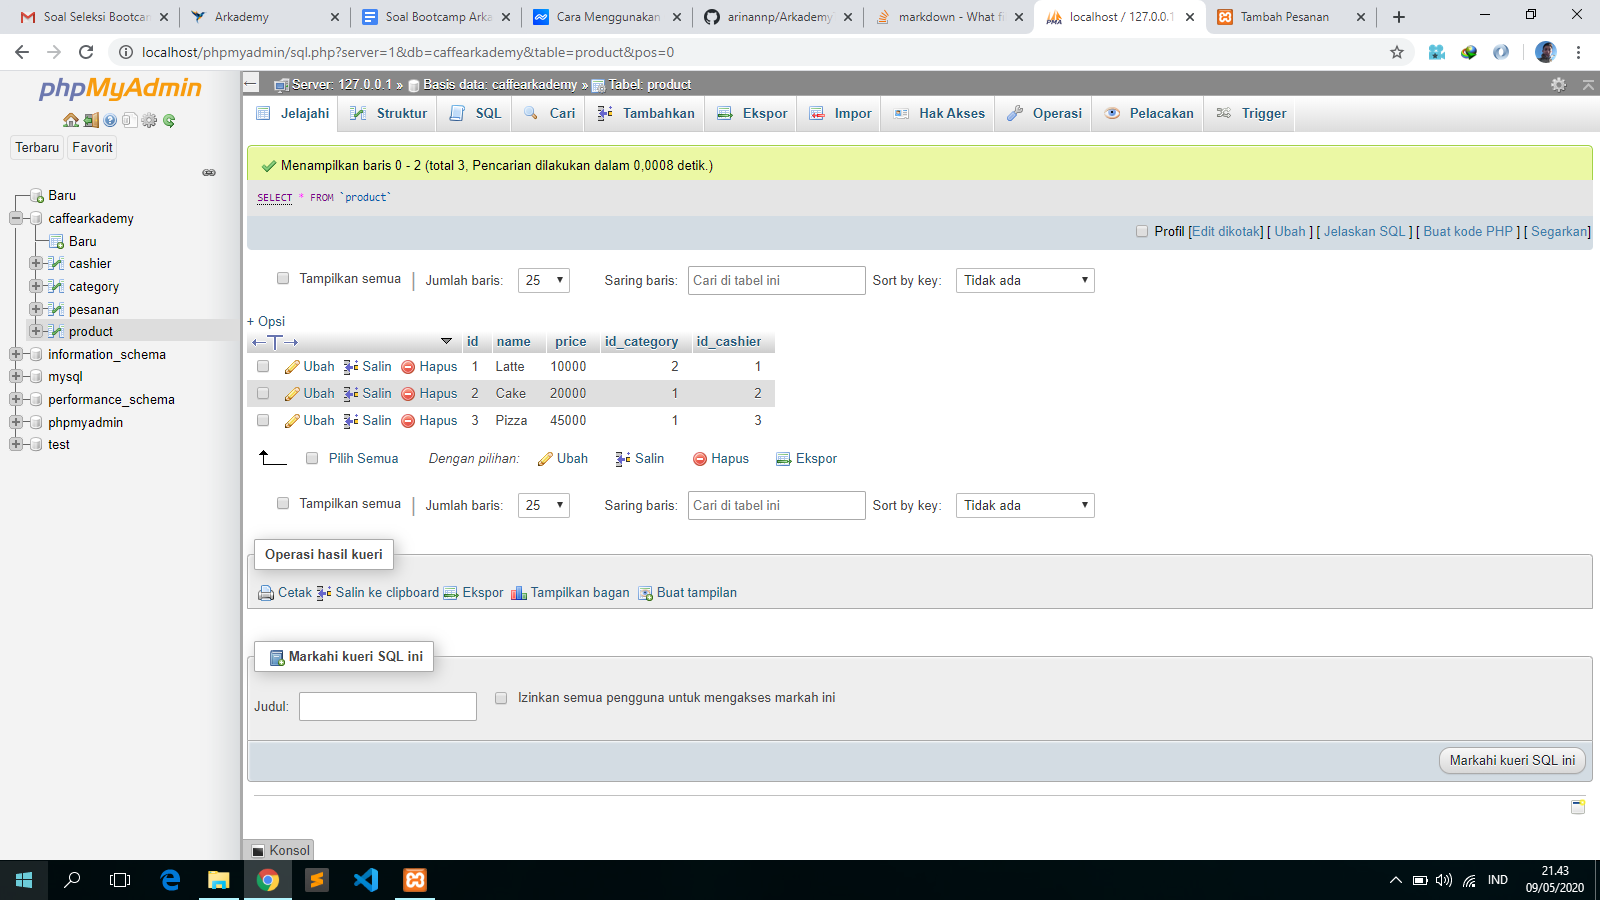 Soal Seleksi Bootcam
Arkademy
Soal Bootcamp Arka
Cara Menggunakan
arinannp/Arkademy
markdown - What fi
localhost / 127.0.0.1
Tambah Pesanan
localhost/phpmyadmin/sql.php?server=1&db=caffearkademy&table=product&pos=0
phpMyAdmin
Terbaru
Favorit
Baru
caffearkademy
Baru
cashier
category
pesanan
product
information_schema
mysql
performance_schema
phpmyadmin
test
Server: 127.0.0.1 » Basis data: caffearkademy » Tabel: product
Jelajahi Struktur SQL Cari Tambahkan Ekspor Impor Hak Akses Operasi Pelacakan Trigger
Menampilkan baris 0 - 2 (total 3, Pencarian dilakukan dalam 0,0008 detik.)
SELECT * FROM `product`
Profil [Edit dikotak] [ Ubah ] [ Jelaskan SQL ] [ Buat kode PHP ] [ Segarkan]
Tampilkan semua | Jumlah baris: 25 Saring baris: Cari di tabel ini Sort by key: Tidak ada
+ Opsi
id name price id_category id_cashier
Ubah Salin Hapus 1 Latte 10000 2 1
Ubah Salin Hapus 2 Cake 20000 1 2
Ubah Salin Hapus 3 Pizza 45000 1 3
Pilih Semua Dengan pilihan: Ubah Salin Hapus Ekspor
Tampilkan semua | Jumlah baris: 25 Saring baris: Cari di tabel ini Sort by key: Tidak ada
Operasi hasil kueri
Cetak Salin ke clipboard Ekspor Tampilkan bagan Buat tampilan
Markahi kueri SQL ini
Judul: Izinkan semua pengguna untuk mengakses markah ini
Markahi kueri SQL ini
Konsol
IND
21.43
09/05/2020